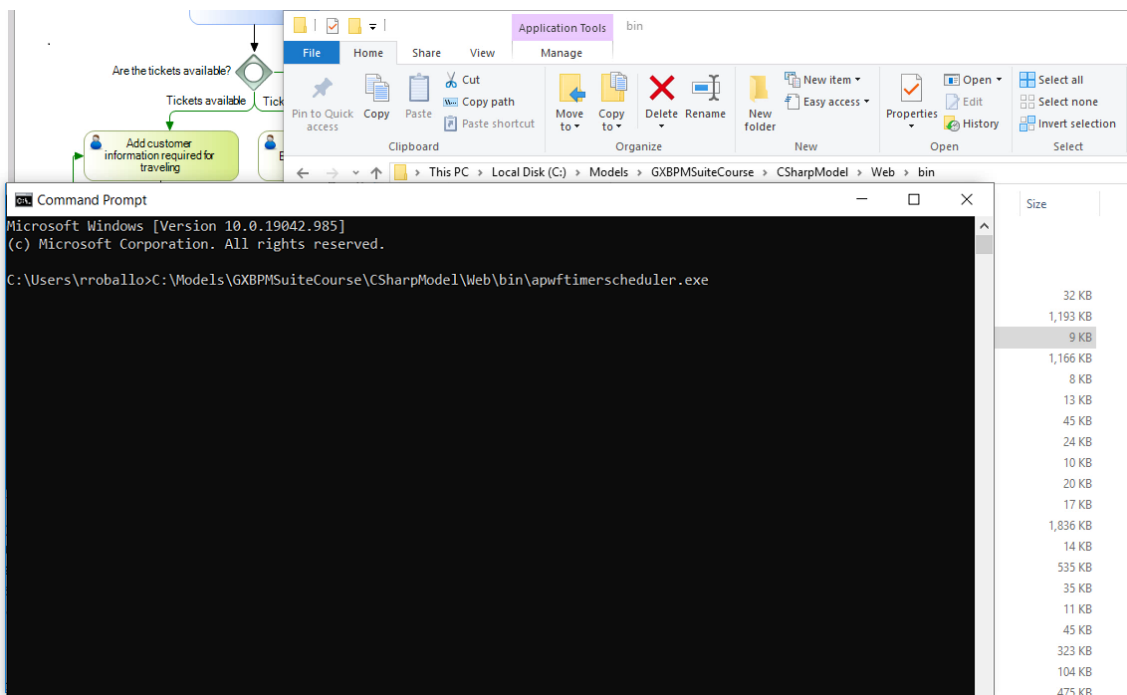 Are the tickets available?
Tickets available
Tick
Add customer
information required for
traveling
E
Application Tools
bin
File
Home
Share
View
Manage
Pin to Quick
access
Copy
Paste
Cut
Copy path
Paste shortcut
Clipboard
Move
to
Copy
to
Delete
Rename
Organize
New
folder
New item
Easy access
New
Properties
Open
Edit
History
Open
Select all
Select none
Invert selection
Select
This PC > Local Disk (C:) > Models > GXBPMSuiteCourse > CSharpModel > Web > bin
Command Prompt
Microsoft Windows [Version 10.0.19042.985]
(c) Microsoft Corporation. All rights reserved.
C:\Users\rroballo>C:\Models\GXBPMSuiteCourse\CSharpModel\Web\bin\apwftimerscheduler.exe
Size
32 KB
1,193 KB
9 KB
1,166 KB
8 KB
13 KB
45 KB
24 KB
10 KB
20 KB
17 KB
1,836 KB
14 KB
535 KB
35 KB
11 KB
45 KB
323 KB
104 KB
475 KB